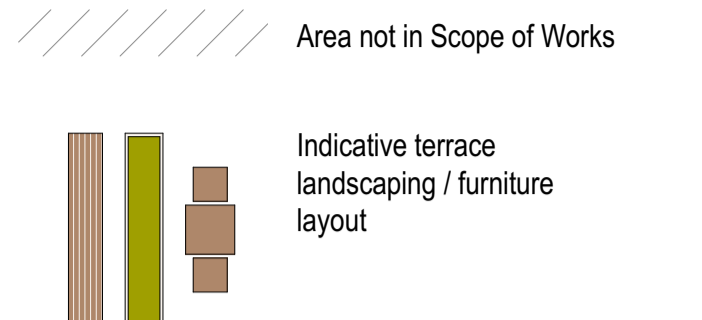 Area not in Scope of Works
Indicative terrace
landscaping / furniture
layout